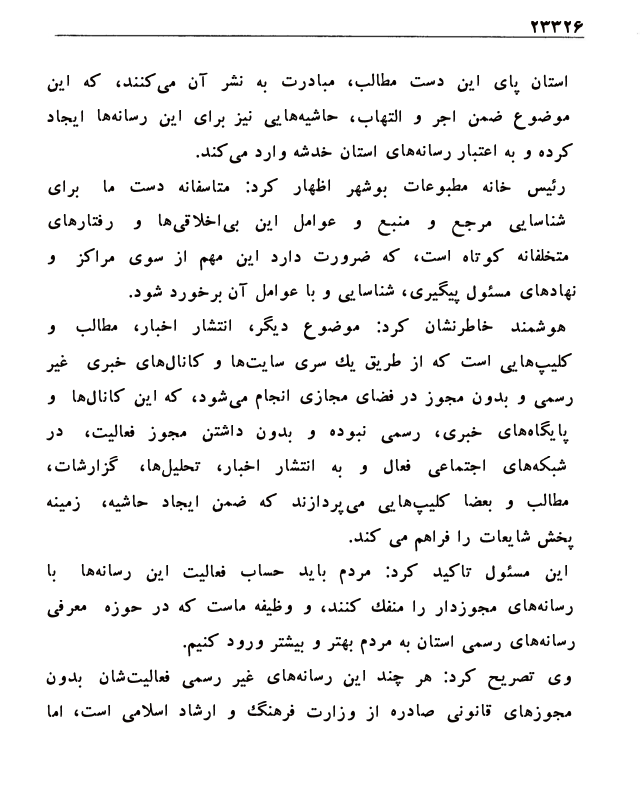 ۲۳۳۲۶
استان پای این دست مطالب، مبادرت به نشر آن می‌کنند، که این
موضوع ضمن اجر و التهاب، حاشیه‌هایی نیز برای این رسانه‌ها ایجاد
کرده و به اعتبار رسانه‌های استان خدشه وارد می‌کند.
رئیس خانه مطبوعات بوشهر اظهار کرد: متاسفانه دست ما برای
شناسایی مرجع و منبع و عوامل این بی‌اخلاقی‌ها و رفتارهای
متخلفانه کوتاه است، که ضرورت دارد این مهم از سوی مراکز و
نهادهای مسئول پیگیری، شناسایی و با عوامل آن برخورد شود.
هوشمند خاطرنشان کرد: موضوع دیگر، انتشار اخبار، مطالب و
کلیپ‌هایی است که از طریق یك سری سایت‌ها و کانال‌های خبری غیر
رسمی و بدون مجوز در فضای مجازی انجام می‌شود، که این کانال‌ها و
پایگاه‌های خبری، رسمی نبوده و بدون داشتن مجوز فعالیت، در
شبکه‌های اجتماعی فعال و به انتشار اخبار، تحلیل‌ها، گزارشات،
مطالب و بعضا کلیپ‌هایی می‌پردازند که ضمن ایجاد حاشیه، زمینه
پخش شایعات را فراهم می کند.
این مسئول تاکید کرد: مردم باید حساب فعالیت این رسانه‌ها با
رسانه‌های مجوزدار را منفك کنند، و وظیفه ماست که در حوزه معرفی
رسانه‌های رسمی استان به مردم بهتر و بیشتر ورود کنیم.
وی تصریح کرد: هر چند این رسانه‌های غیر رسمی فعالیت‌شان بدون
مجوزهای قانونی صادره از وزارت فرهنگ و ارشاد اسلامی است، اما